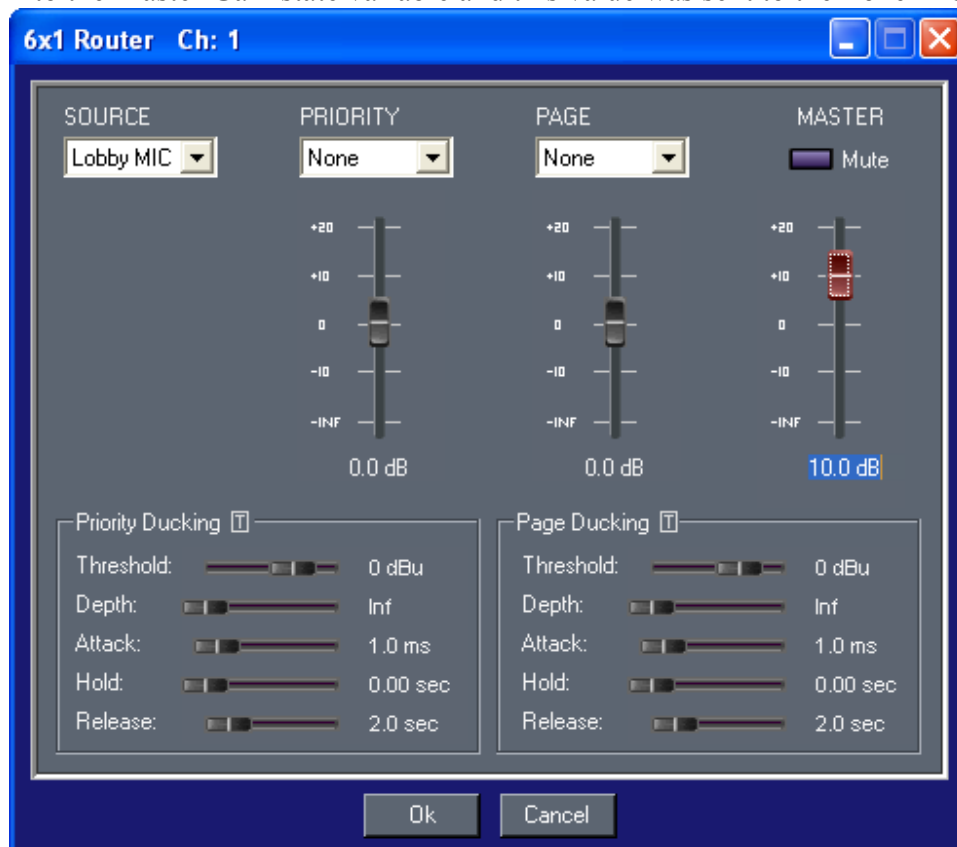 6x1 Router Ch: 1
SOURCE PRIORITY PAGE MASTER
Lobby MIC None None Mute
+20 +20 +20
+10 +10 +10
0 0 0
-10 -10 -10
-INF -INF -INF
0.0 dB 0.0 dB 10.0 dB
Priority Ducking T Page Ducking T
Threshold: 0 dBu Threshold: 0 dBu
Depth: Inf Depth: Inf
Attack: 1.0 ms Attack: 1.0 ms
Hold: 0.00 sec Hold: 0.00 sec
Release: 2.0 sec Release: 2.0 sec
Ok Cancel